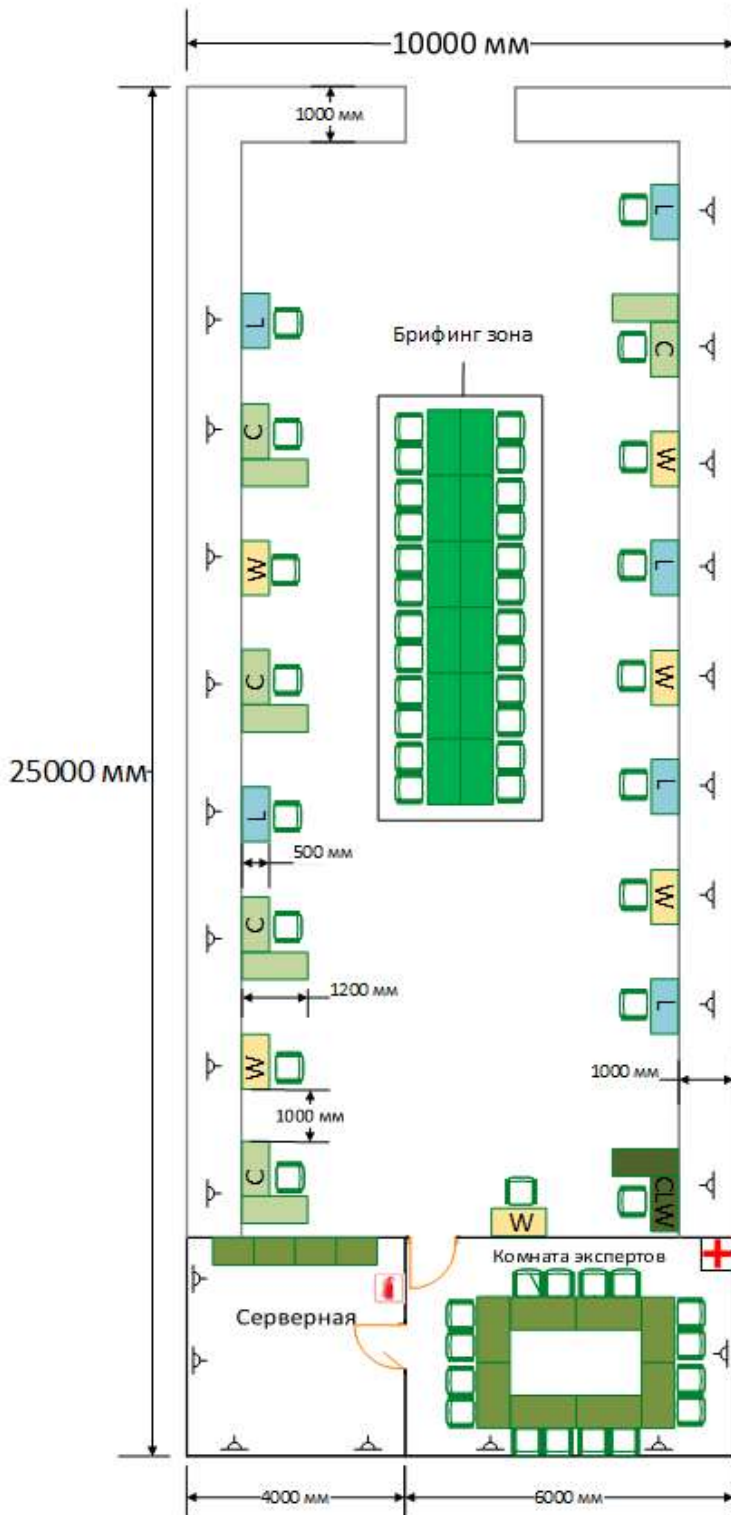 10000 мм
1000 мм
L
L
C
Брифинг зона
C
W
W
L
C
W
25000 мм
L
L
500 мм
C
W
1200 мм
L
W
1000 мм
1000 мм
C
CLW
W
Комната экспертов
Серверная
4000 мм
6000 мм